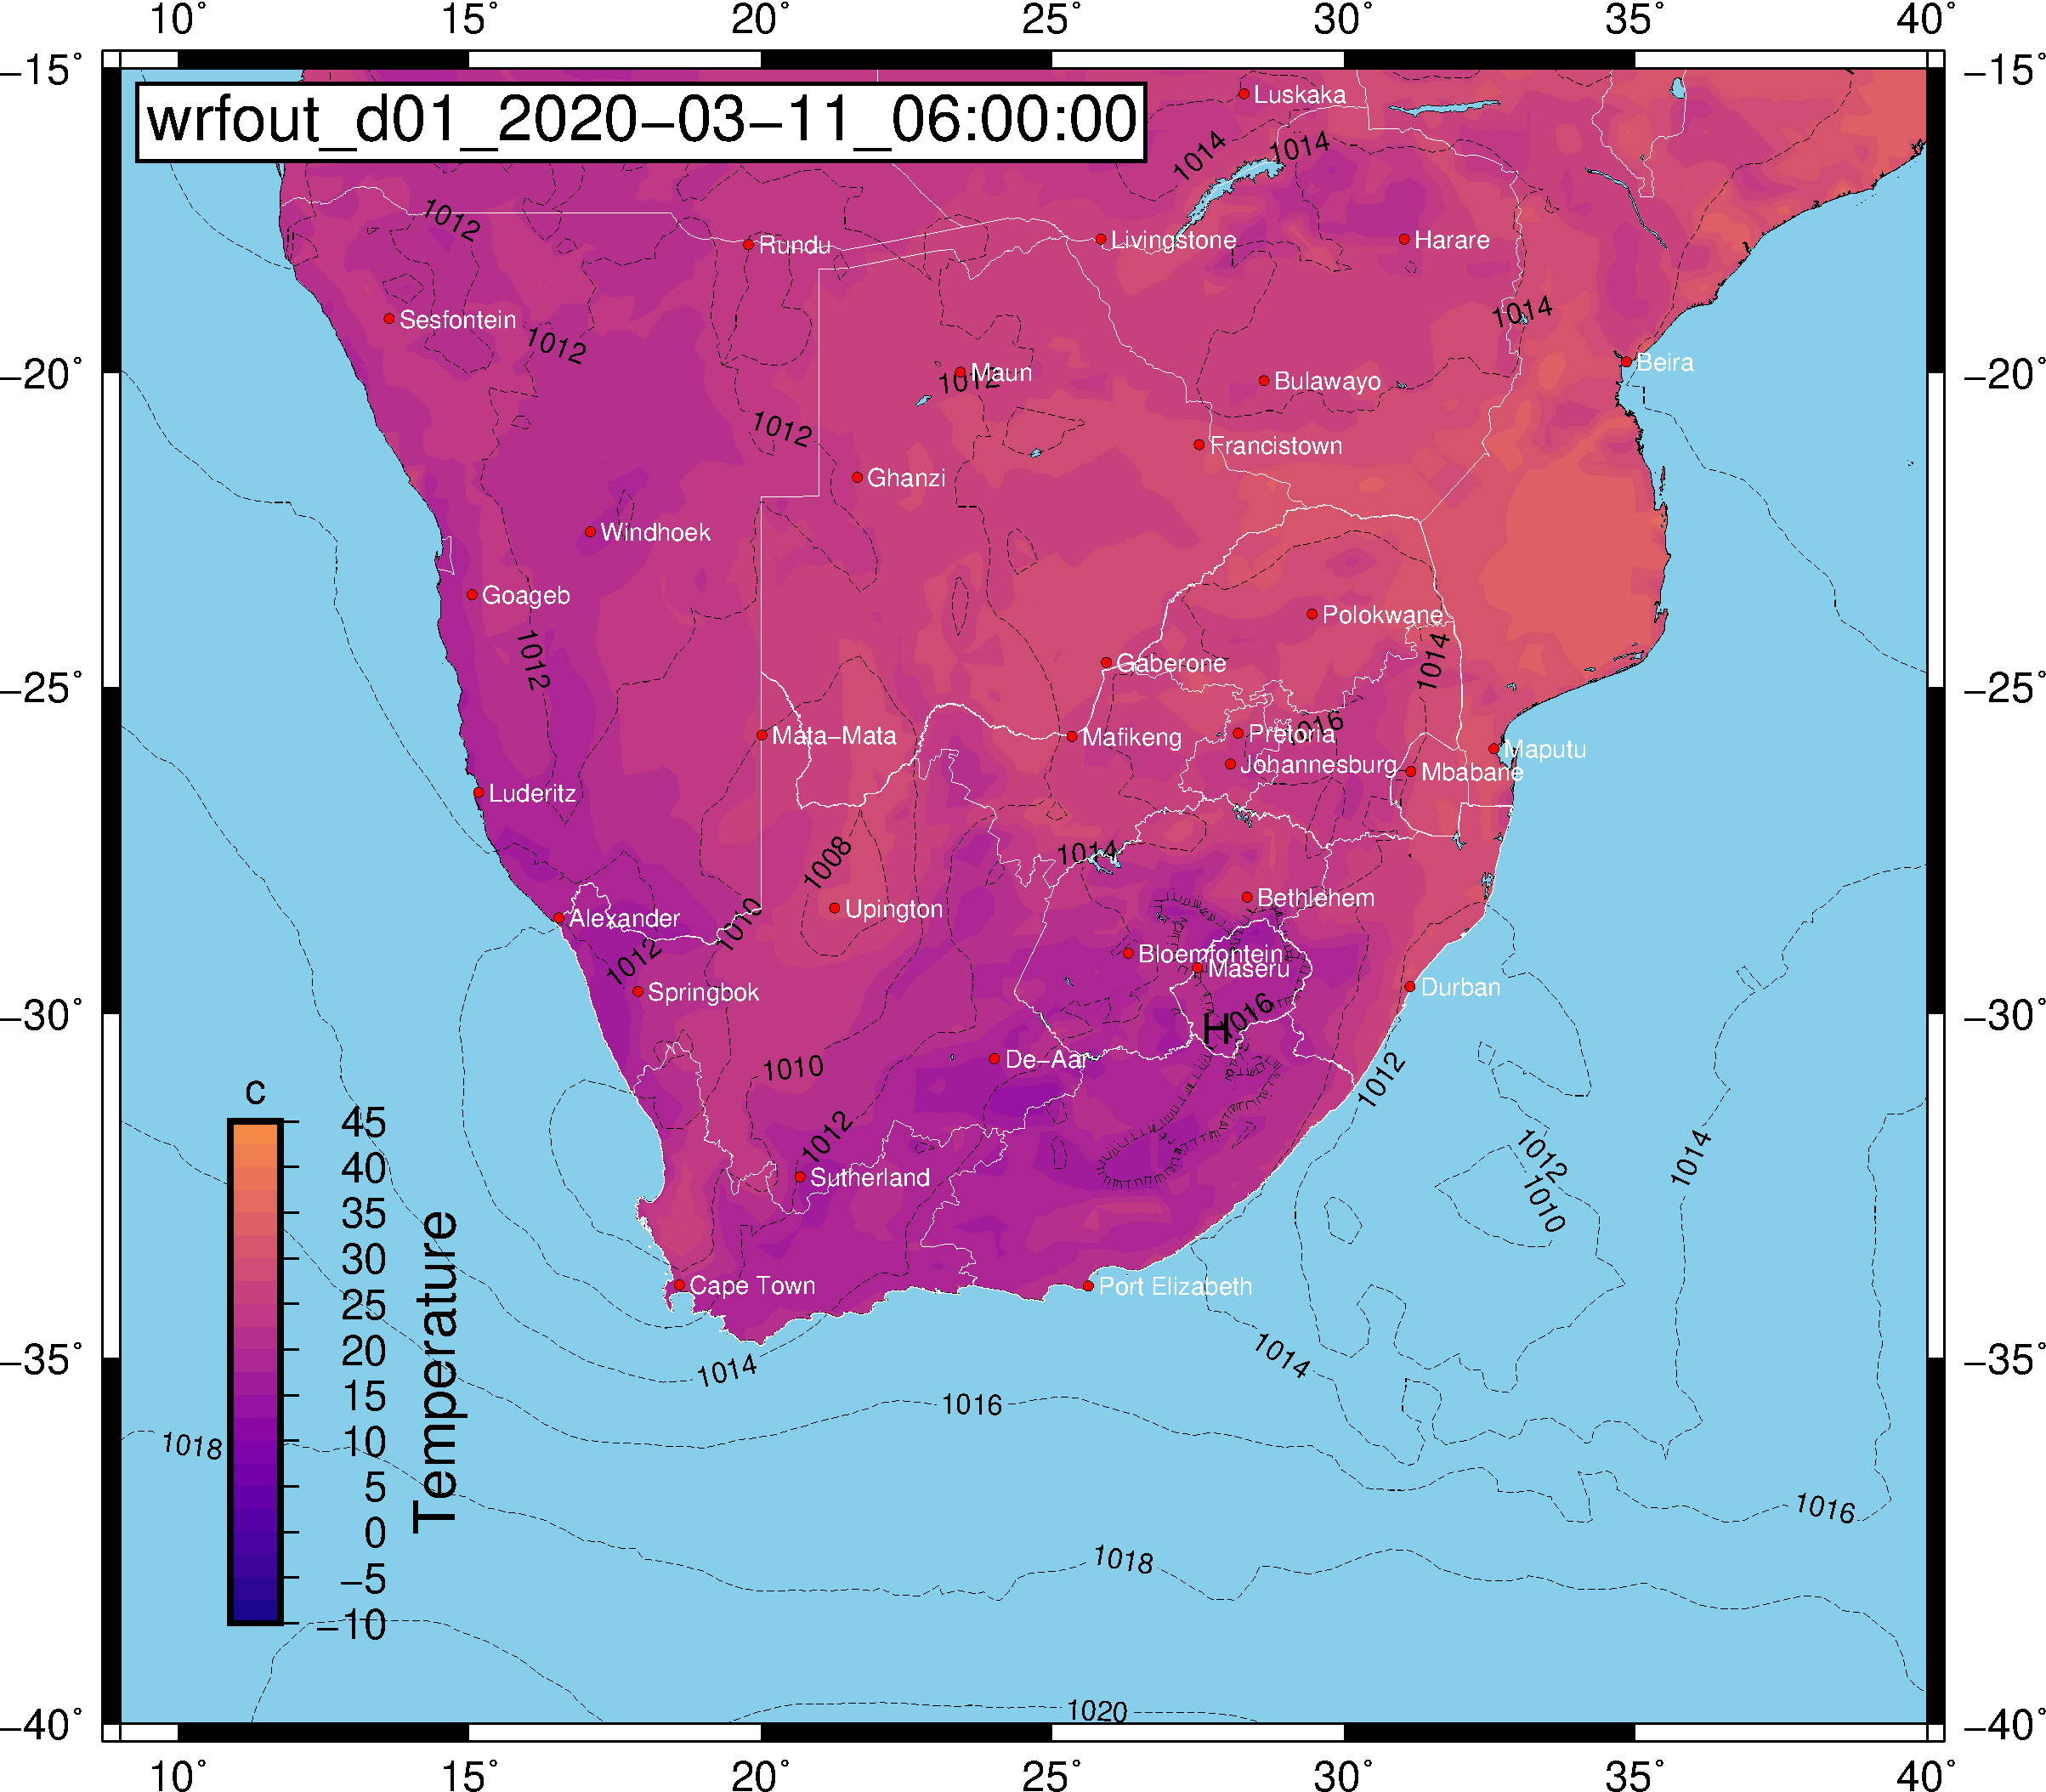 10° 15° 20° 25° 30° 35° 40°
−15° −15°
wrfout_d01_2020−03−11_06:00:00
Luskaka
1014
1014
1012
Rundu
Livingstone
Harare
Sesfontein
1012
1014
Beira
−20° −20°
Maun
1012
Bulawayo
1012
Francistown
Ghanzi
Windhoek
Goageb
Polokwane
1012
1014
Gaberone
−25° −25°
1016
Mata−Mata
Mafikeng
Pretoria
Maputu
Johannesburg
Mbabane
Luderitz
1008
1014
Bethlehem
Upington
Alexander
1010
1012
Bloemfontein
Maseru
Springbok
Durban
1016
H
−30° −30°
De−Aar
1010
1012
c
45
40
35
30
25
20
15
10
5
0
−5
−10
Temperature
1012
Sutherland
1012
1010
1014
Cape Town
Port Elizabeth
1014
1014
−35° −35°
1016
1018
1016
1018
1020
−40° −40°
10° 15° 20° 25° 30° 35° 40°